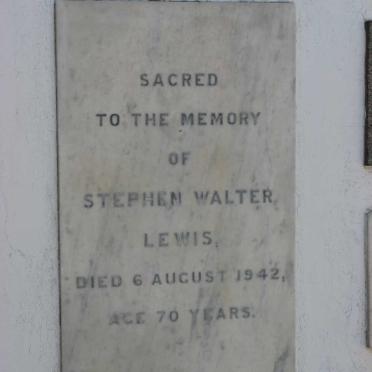 SACRED
TO THE MEMORY
OF
STEPHEN WALTER
LEWIS,
DIED 6 AUGUST 1942,
AGE 70 YEARS.